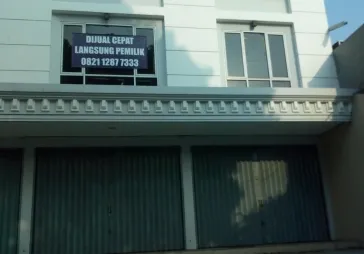 DIJUAL CEPAT
LANGSUNG PEMILIK
0821 1287 7333